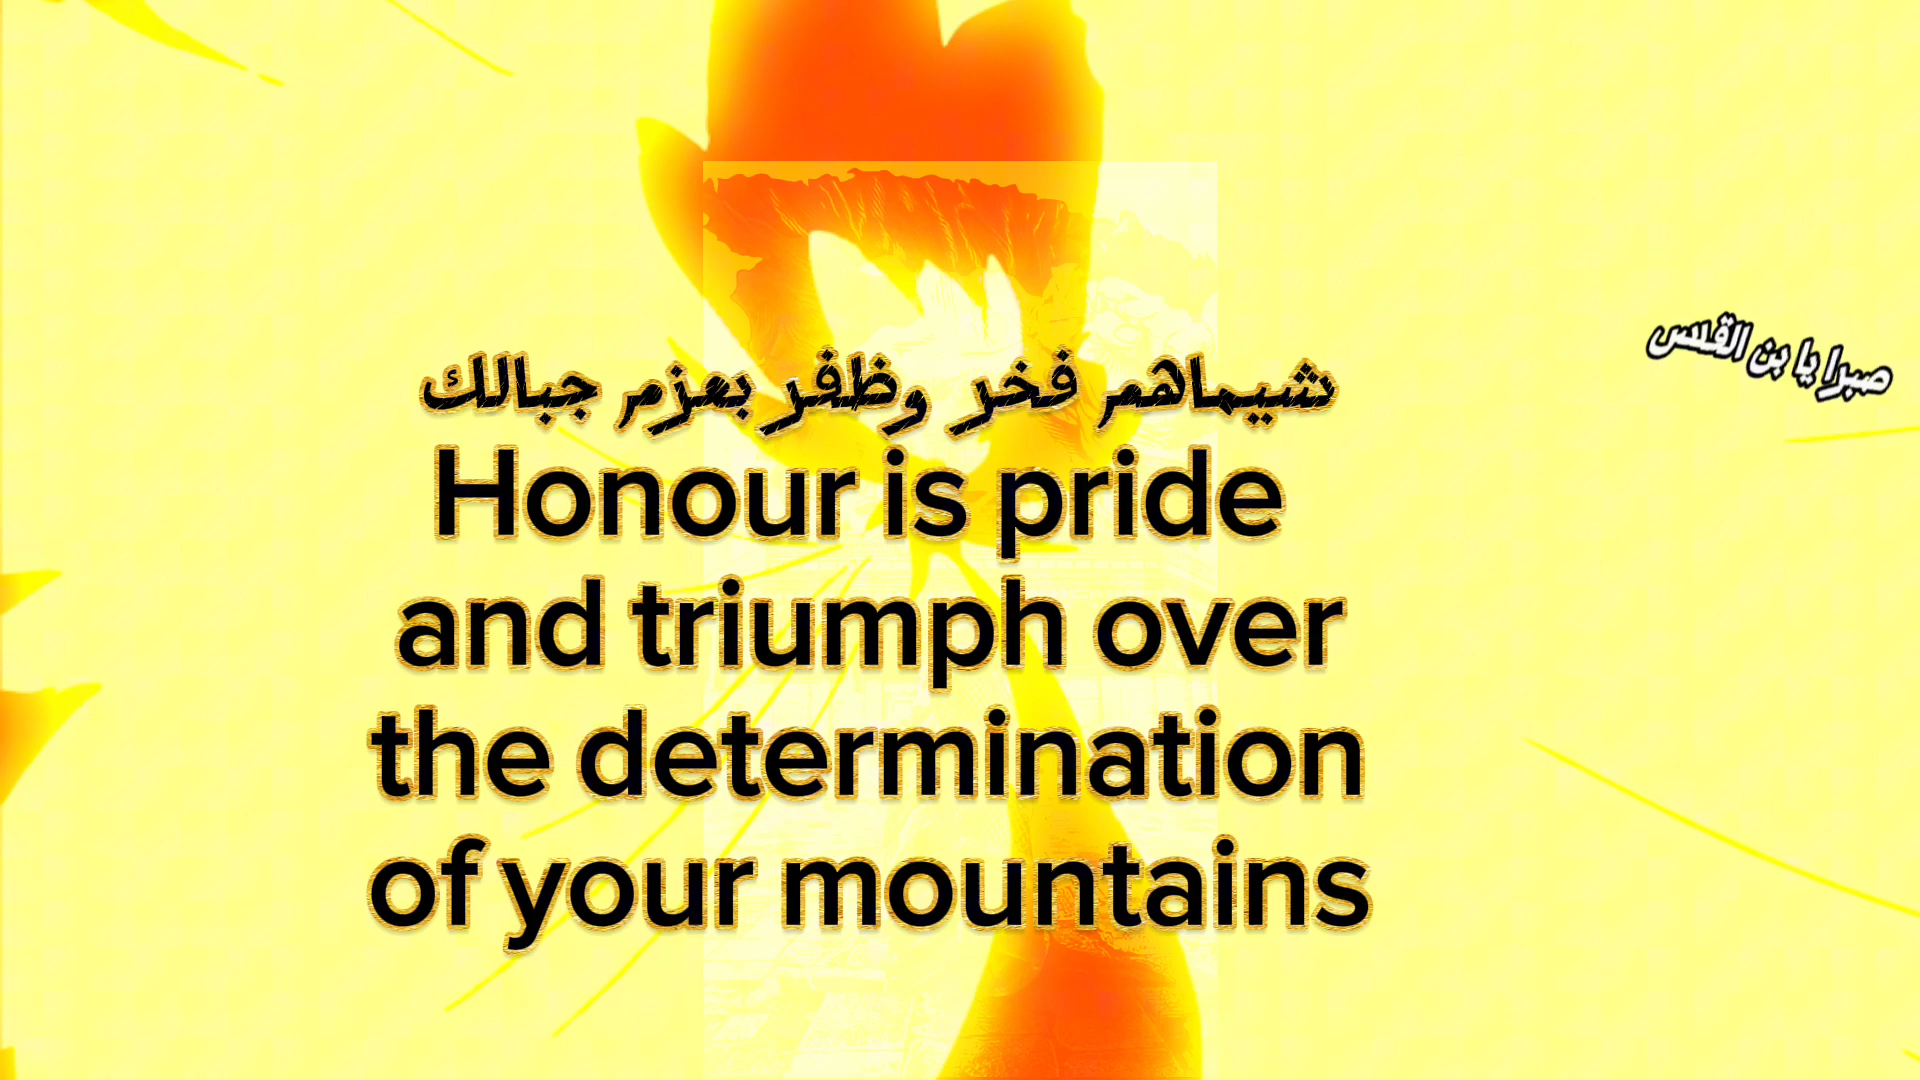 شيماهم فخر وظفر بعزم جبالك
Honour is pride
and triumph over
the determination
of your mountains
صبرا يا بن القدس